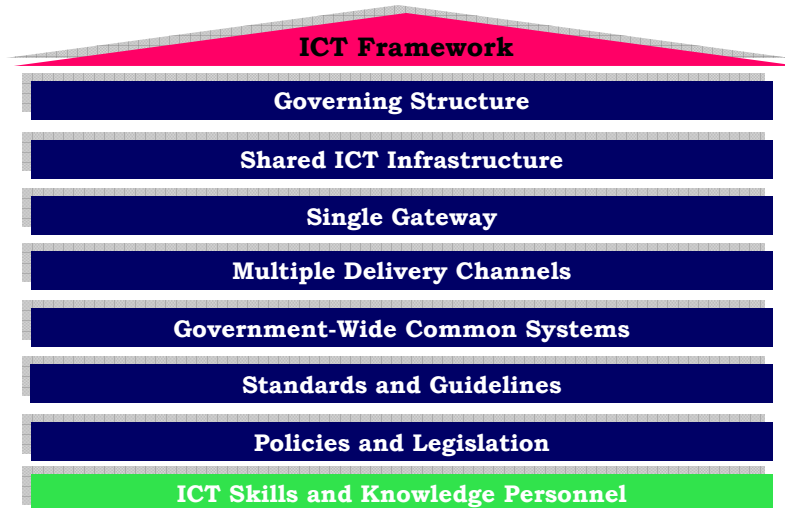 ICT Framework
Governing Structure
Shared ICT Infrastructure
Single Gateway
Multiple Delivery Channels
Government-Wide Common Systems
Standards and Guidelines
Policies and Legislation
ICT Skills and Knowledge Personnel